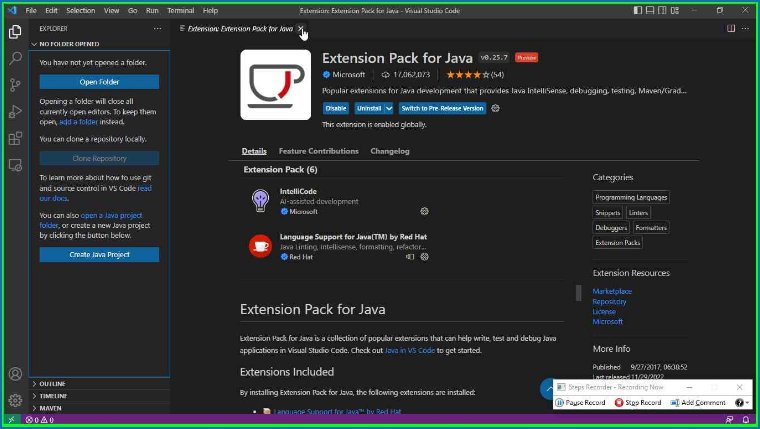 File Edit Selection View Go Run Terminal Help
Extension: Extension Pack for Java - Visual Studio Code
EXPLORER
NO FOLDER OPENED
You have not yet opened a folder.
Open Folder
Opening a folder will close all
currently open editors. To keep them
open, add a folder instead.
You can clone a repository locally.
Clone Repository
To learn more about how to use git
and source control in VS Code read
our docs.
You can also open a Java project
folder, or create a new Java project
by clicking the button below.
Create Java Project
OUTLINE
TIMELINE
MAVEN
0 0
Extension: Extension Pack for Java
Extension Pack for Java v0.25.7 Preview
Microsoft 17,062,073 (54)
Popular extensions for Java development that provides Java IntelliSense, debugging, testing, Maven/Grad...
Disable Uninstall Switch to Pre-Release Version
This extension is enabled globally.
Details Feature Contributions Changelog
Extension Pack (6)
IntelliCode
AI-assisted development
Microsoft
Language Support for Java(TM) by Red Hat
Java Linting, Intellisense, formatting, refactor...
Red Hat
Extension Pack for Java
Extension Pack for Java is a collection of popular extensions that can help write, test and debug Java
applications in Visual Studio Code. Check out Java in VS Code to get started.
Extensions Included
By installing Extension Pack for Java, the following extensions are installed:
Language Support for Java™ by Red Hat
Categories
Programming Languages
Snippets Linters
Debuggers Formatters
Extension Packs
Extension Resources
Marketplace
Repository
License
Microsoft
More Info
Published 9/27/2017, 06:30:52
Last released 11/29/2022
Steps Recorder - Recording Now
Pause Record Stop Record Add Comment